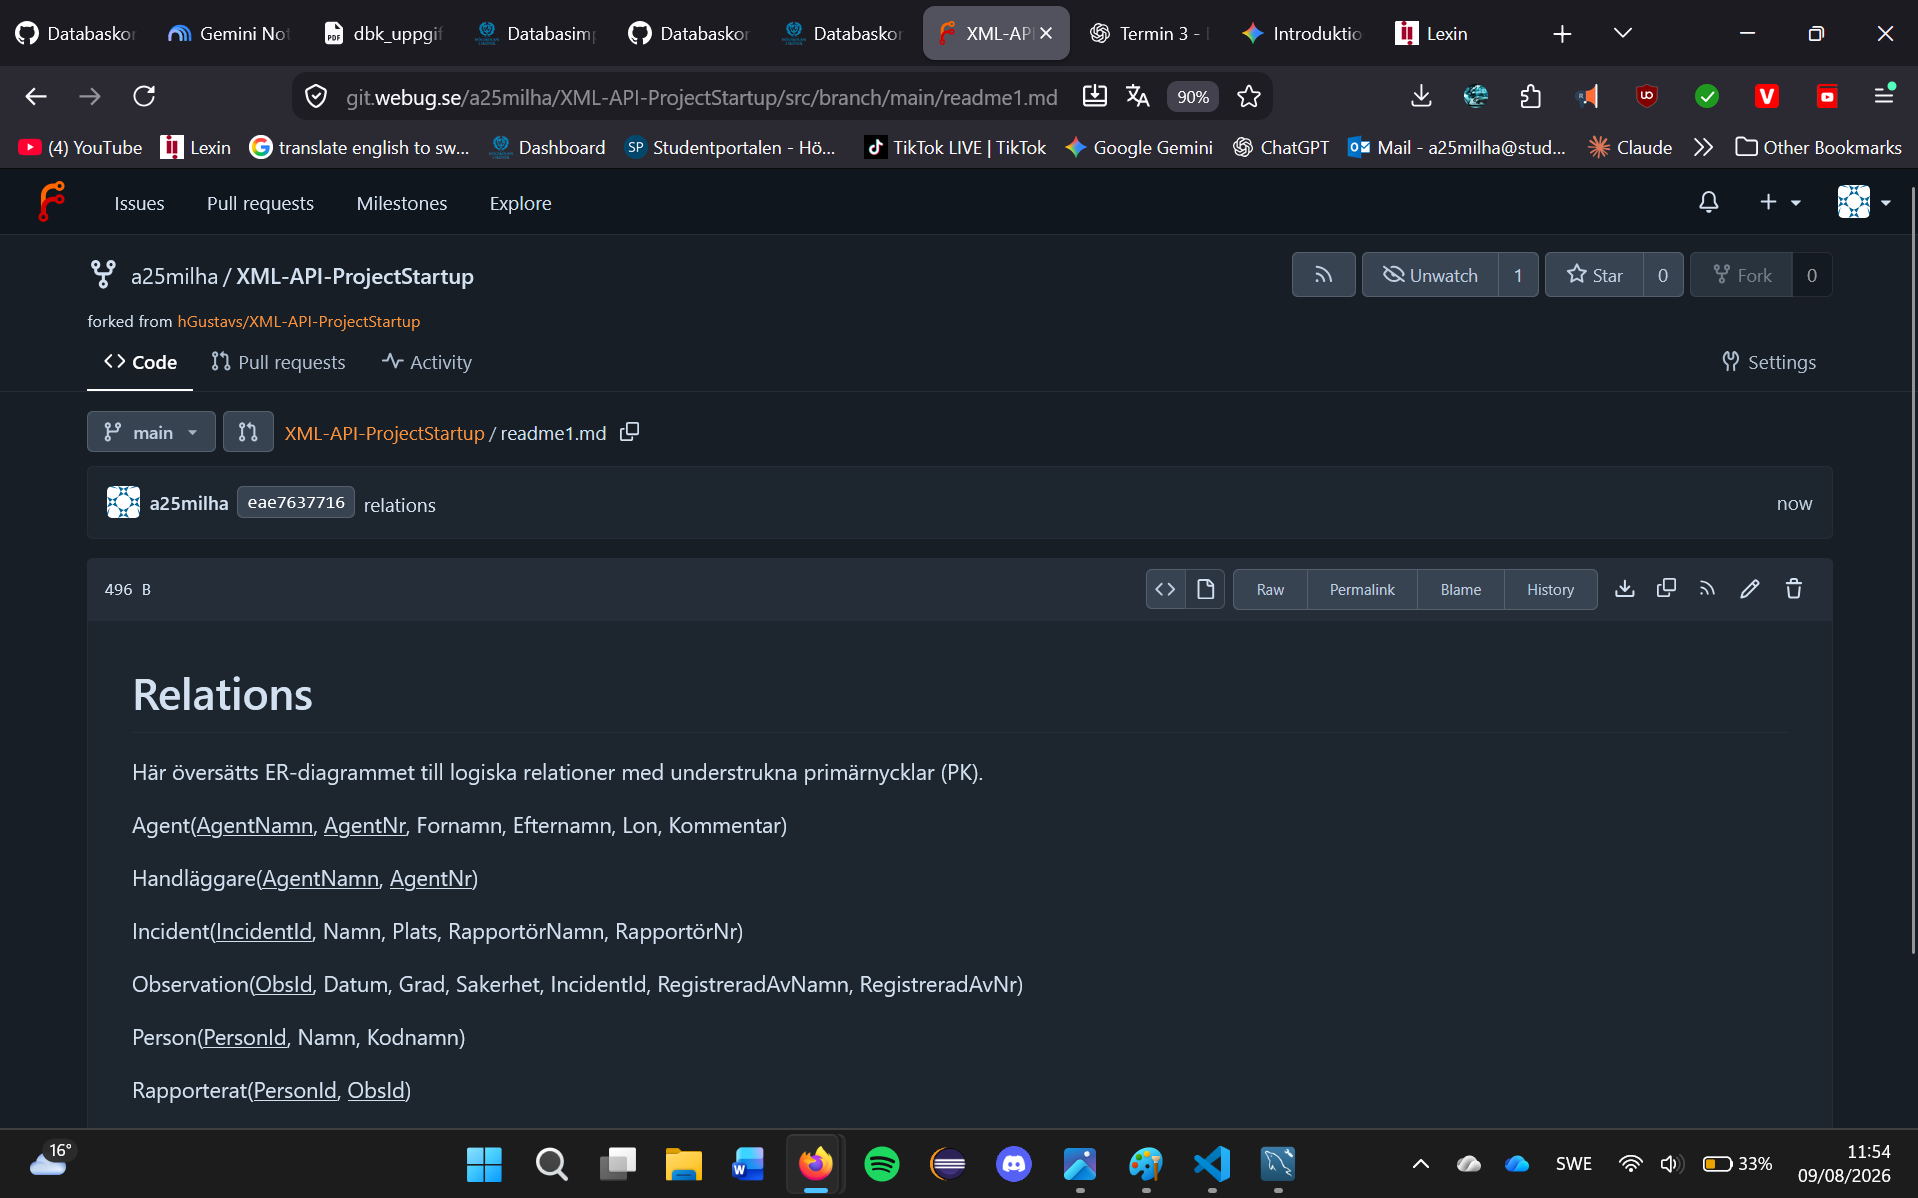 Databaskor
Gemini Not
dbk_uppgif
Databasimp
Databaskor
Databaskor
XML-API
Termin 3 -
Introduktio
Lexin
git.webug.se/a25milha/XML-API-ProjectStartup/src/branch/main/readme1.md
90%
(4) YouTube
Lexin
translate english to sw...
Dashboard
SP Studentportalen - Hö...
TikTok LIVE | TikTok
Google Gemini
ChatGPT
Mail - a25milha@stud...
Claude
Other Bookmarks
Issues
Pull requests
Milestones
Explore
a25milha / XML-API-ProjectStartup
Unwatch 1
Star 0
Fork 0
forked from hGustavs/XML-API-ProjectStartup
Code
Pull requests
Activity
Settings
main
XML-API-ProjectStartup / readme1.md
a25milha eae7637716 relations
now
496 B
Raw
Permalink
Blame
History
Relations
Här översätts ER-diagrammet till logiska relationer med understrukna primärnycklar (PK).
Agent(AgentNamn, AgentNr, Fornamn, Efternamn, Lon, Kommentar)
Handläggare(AgentNamn, AgentNr)
Incident(IncidentId, Namn, Plats, RapportörNamn, RapportörNr)
Observation(ObsId, Datum, Grad, Sakerhet, IncidentId, RegistreradAvNamn, RegistreradAvNr)
Person(PersonId, Namn, Kodnamn)
Rapporterat(PersonId, ObsId)
16°
SWE
33%
11:54
09/08/2026